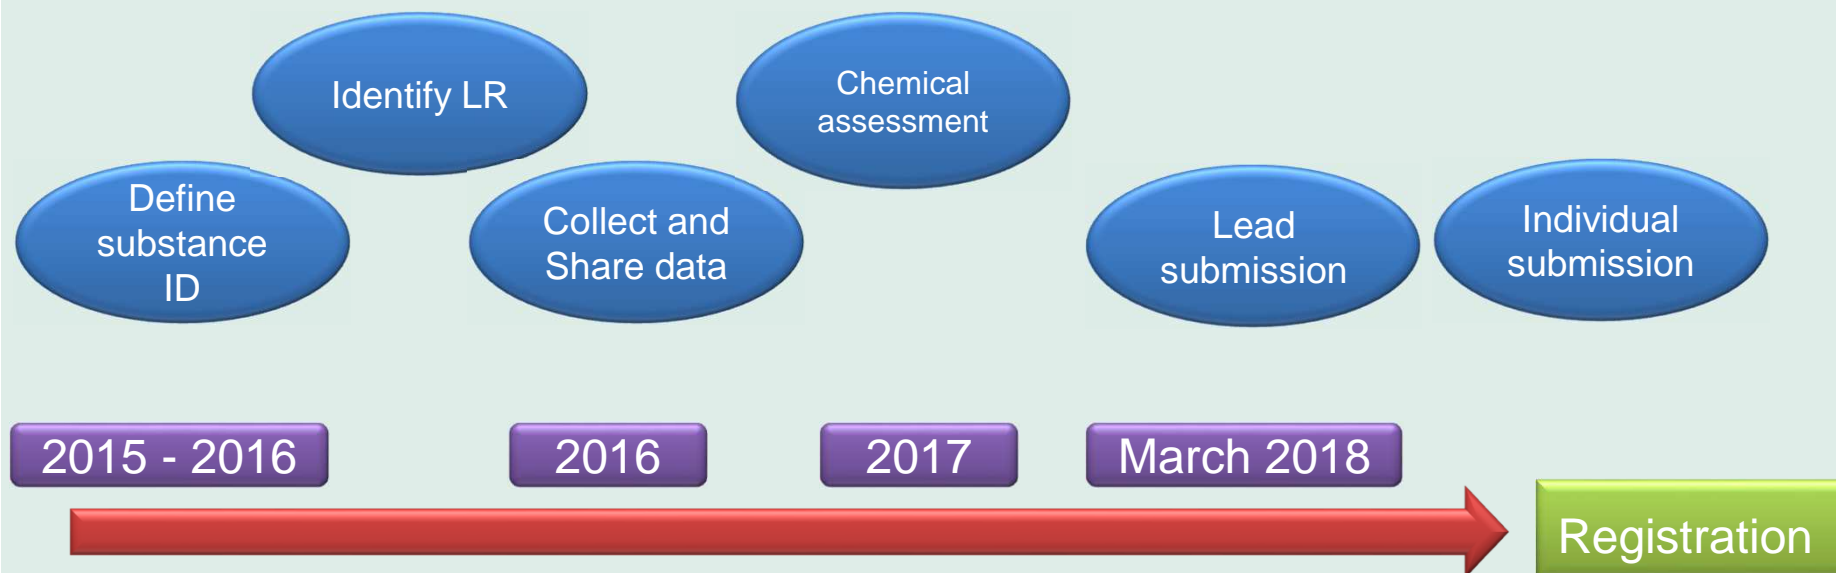 Identify LR
Chemical
assessment
Define
substance
ID
Collect and
Share data
Lead
submission
Individual
submission
2015 - 2016
2016
2017
March 2018
Registration